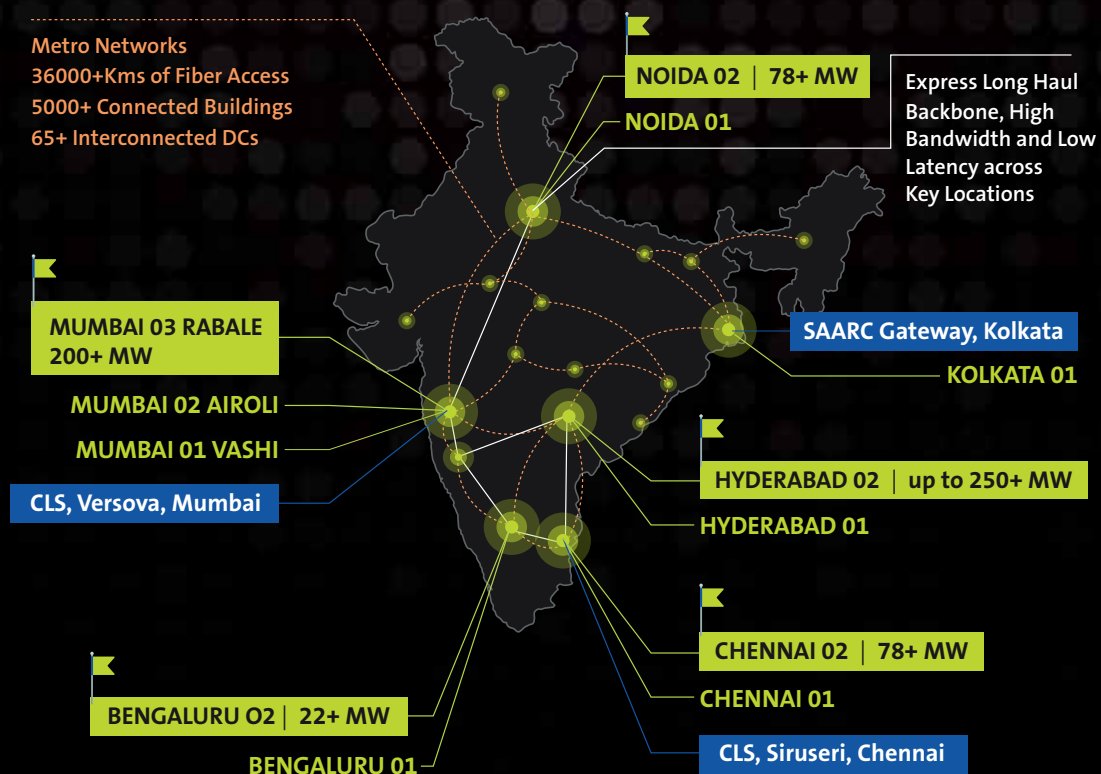 Metro Networks
36000+Kms of Fiber Access
5000+ Connected Buildings
65+ Interconnected DCs
NOIDA 02 | 78+ MW
NOIDA 01
Express Long Haul
Backbone, High
Bandwidth and Low
Latency across
Key Locations
MUMBAI 03 RABALE
200+ MW
MUMBAI 02 AIROLI
MUMBAI 01 VASHI
CLS, Versova, Mumbai
SAARC Gateway, Kolkata
KOLKATA 01
HYDERABAD 02 | up to 250+ MW
HYDERABAD 01
CHENNAI 02 | 78+ MW
CHENNAI 01
CLS, Siruseri, Chennai
BENGALURU O2 | 22+ MW
BENGALURU 01